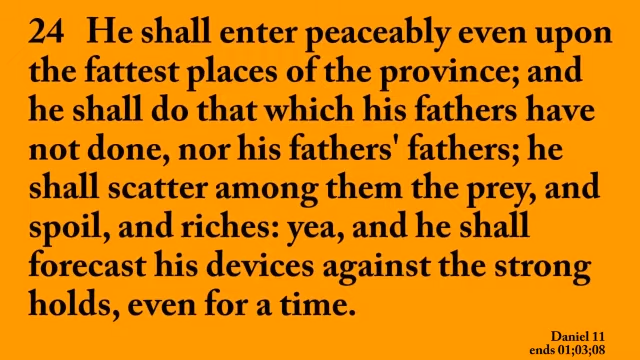 24 He shall enter peaceably even upon
the fattest places of the province; and
he shall do that which his fathers have
not done, nor his fathers' fathers; he
shall scatter among them the prey, and
spoil, and riches: yea, and he shall
forecast his devices against the strong
holds, even for a time.
Daniel 11
ends 01;03;08